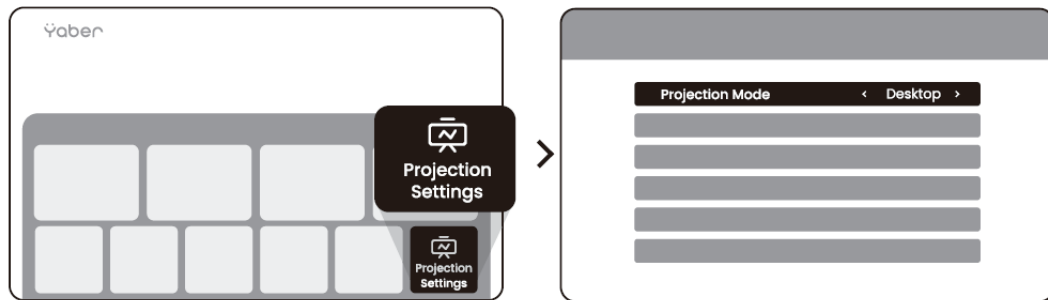 Yaber
Projection
Settings
Projection
Settings
Projection Mode ‹ Desktop ›